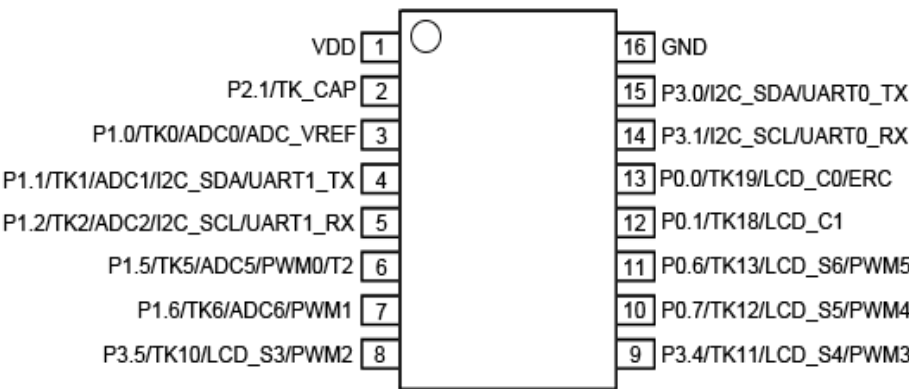 VDD 1 16 GND
P2.1/TK_CAP 2 15 P3.0/I2C_SDA/UART0_TX
P1.0/TK0/ADC0/ADC_VREF 3 14 P3.1/I2C_SCL/UART0_RX
P1.1/TK1/ADC1/I2C_SDA/UART1_TX 4 13 P0.0/TK19/LCD_C0/ERC
P1.2/TK2/ADC2/I2C_SCL/UART1_RX 5 12 P0.1/TK18/LCD_C1
P1.5/TK5/ADC5/PWM0/T2 6 11 P0.6/TK13/LCD_S6/PWM5
P1.6/TK6/ADC6/PWM1 7 10 P0.7/TK12/LCD_S5/PWM4
P3.5/TK10/LCD_S3/PWM2 8 9 P3.4/TK11/LCD_S4/PWM3